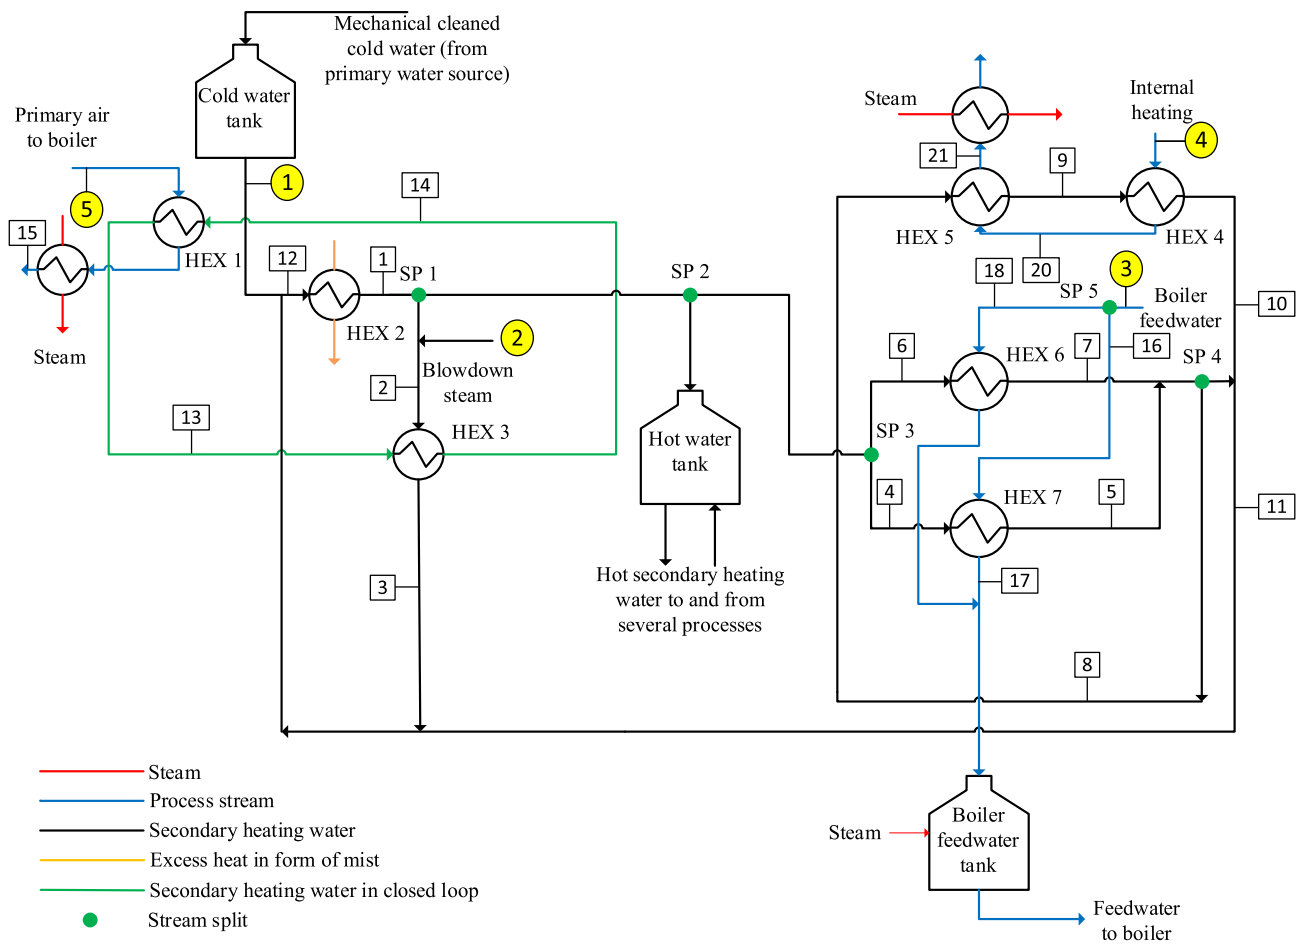 Mechanical cleaned
cold water (from
primary water source)
Cold water
tank
Primary air
to boiler
1
5
14
15
HEX 1
12
1
SP 1
SP 2
HEX 2
2
Blowdown
steam
2
Steam
13
HEX 3
Hot water
tank
3
Hot secondary heating
water to and from
several processes
Steam
Internal
heating
4
21
9
HEX 5
HEX 4
20
18
3
SP 5
Boiler
feedwater
10
6
HEX 6
7
16
SP 4
SP 3
4
HEX 7
5
11
17
8
Steam
Process stream
Secondary heating water
Excess heat in form of mist
Secondary heating water in closed loop
Stream split
Steam
Boiler
feedwater
tank
Feedwater
to boiler